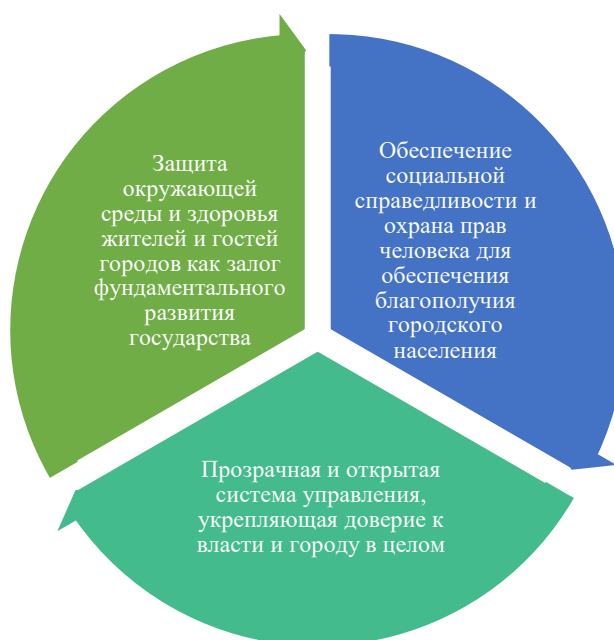 Защита
окружающей
среды и здоровья
жителей и гостей
городов как залог
фундаментального
развития
государства
Обеспечение
социальной
справедливости и
охрана прав
человека для
обеспечения
благополучия
городского
населения
Прозрачная и открытая
система управления,
укрепляющая доверие к
власти и городу в целом